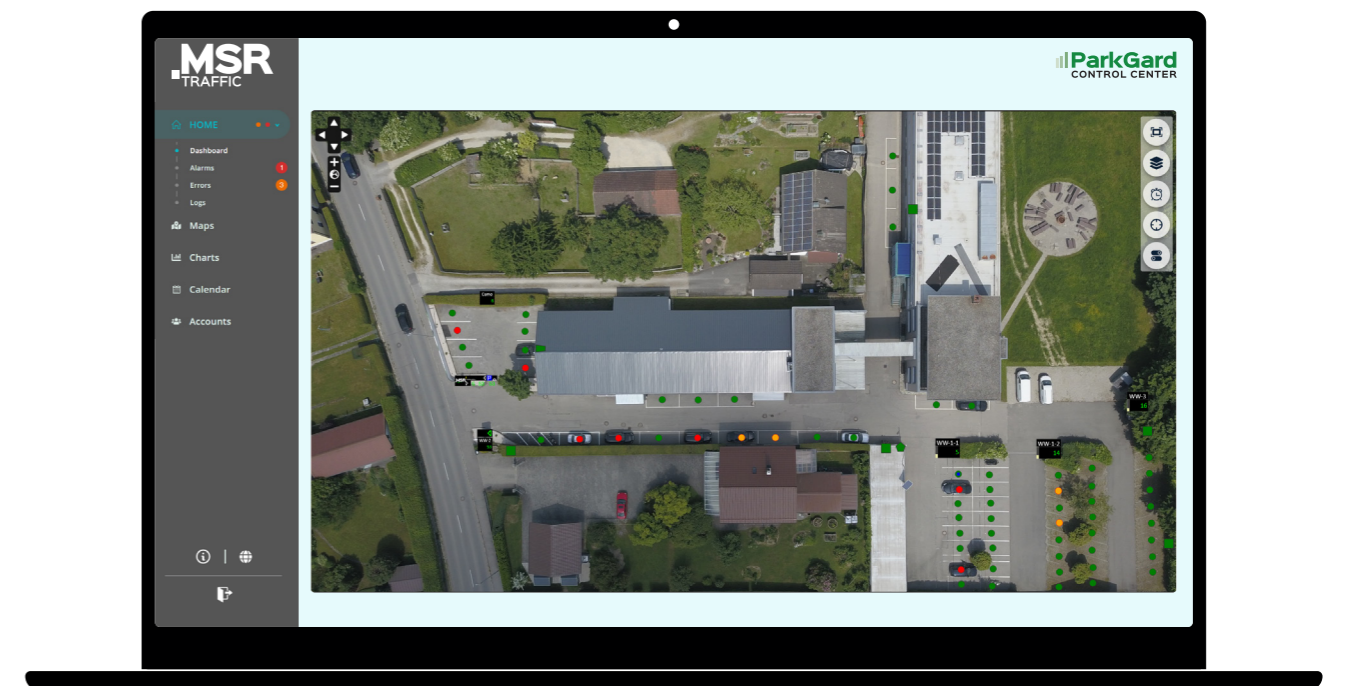 .MSR
TRAFFIC
ParkGard
CONTROL CENTER
HOME
Dashboard
Alarms
1
Errors
3
Logs
Maps
Charts
Calendar
Accounts
MSR
P
WW-3
16
WW-1-1
5
WW-1-2
14